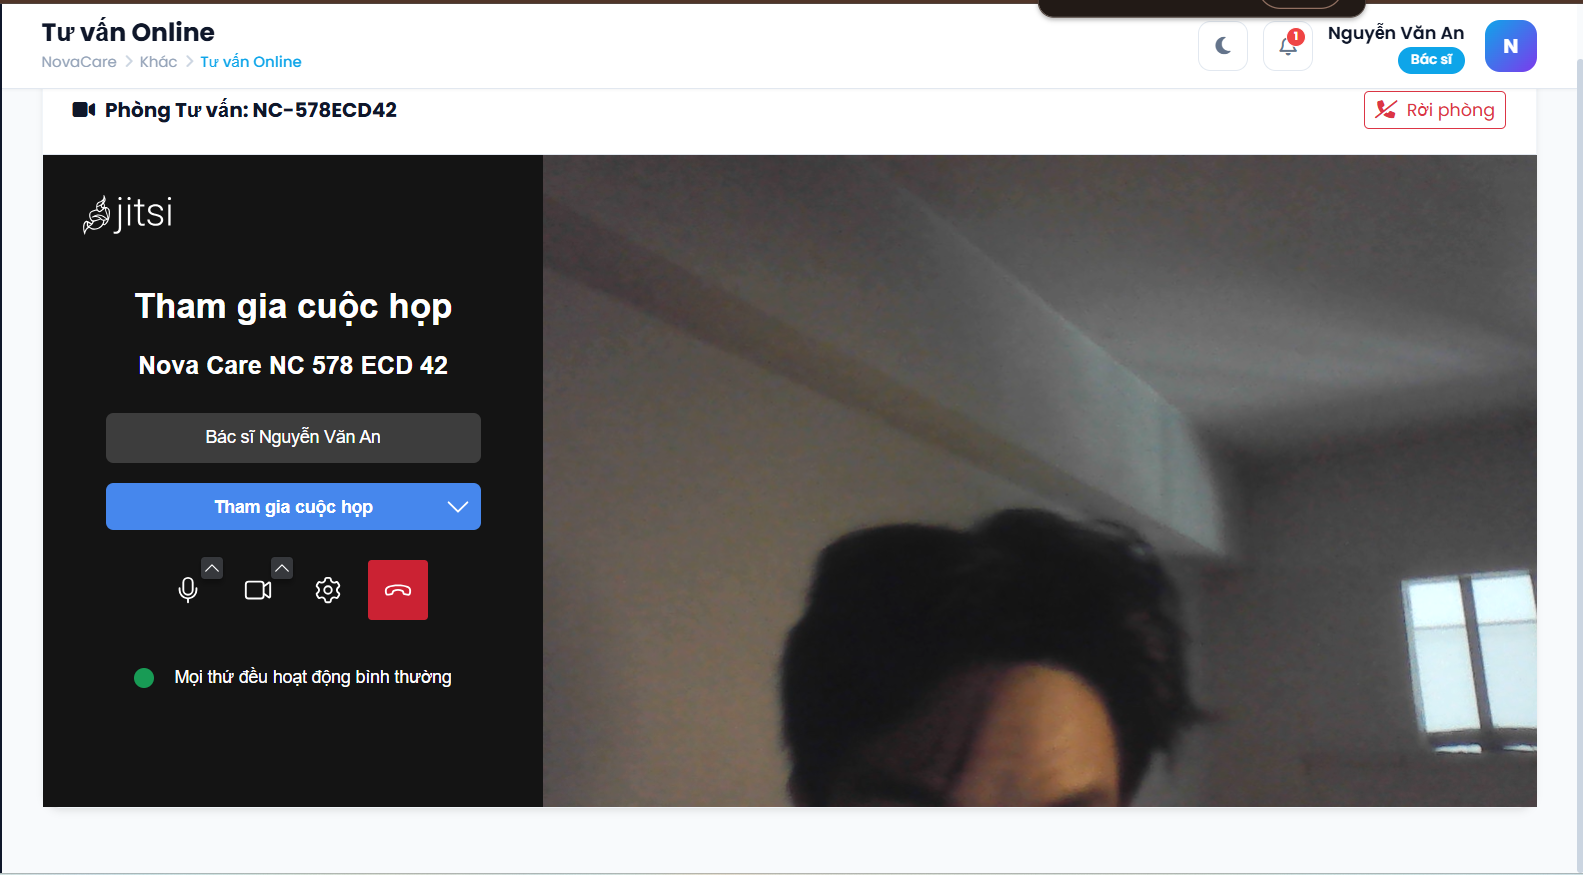 Tư vấn Online
NovaCare > Khác > Tư vấn Online
1
Nguyễn Văn An
Bác sĩ
N
Phòng Tư vấn: NC-578ECD42
Rời phòng
jitsi
Tham gia cuộc họp
Nova Care NC 578 ECD 42
Bác sĩ Nguyễn Văn An
Tham gia cuộc họp
Mọi thứ đều hoạt động bình thường